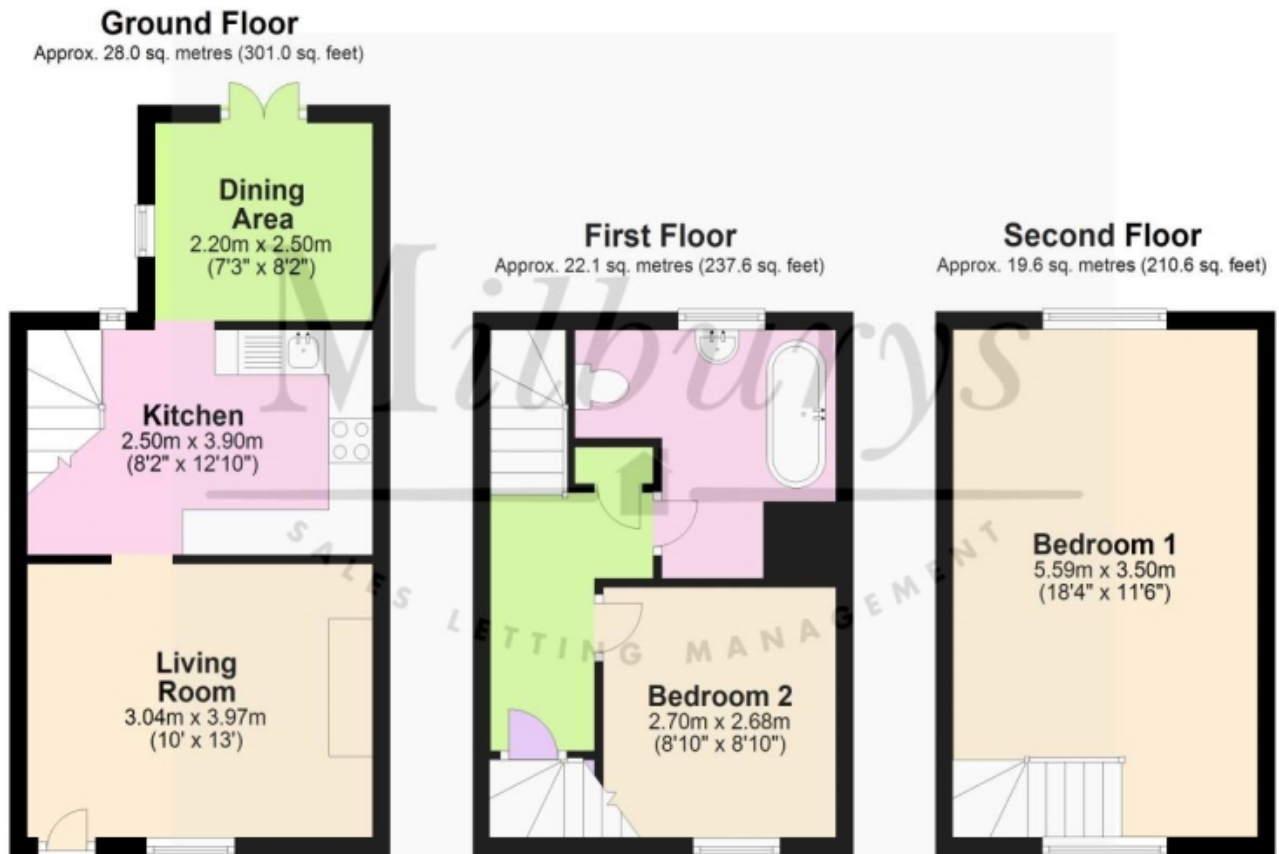 Ground Floor
Approx. 28.0 sq. metres (301.0 sq. feet)
Dining
Area
2.20m x 2.50m
(7'3" x 8'2")
Kitchen
2.50m x 3.90m
(8'2" x 12'10")
Living
Room
3.04m x 3.97m
(10' x 13')
First Floor
Approx. 22.1 sq. metres (237.6 sq. feet)
Bedroom 2
2.70m x 2.68m
(8'10" x 8'10")
Second Floor
Approx. 19.6 sq. metres (210.6 sq. feet)
Bedroom 1
5.59m x 3.50m
(18'4" x 11'6")
Milburys
SALES LETTING MANAGEMENT